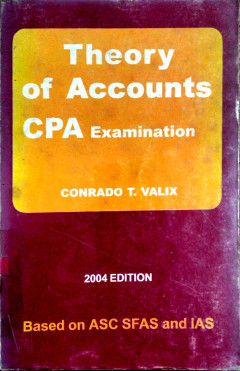 Theory
of Accounts
CPA Examination
CONRADO T. VALIX
2004 EDITION
Based on ASC SFAS and IAS